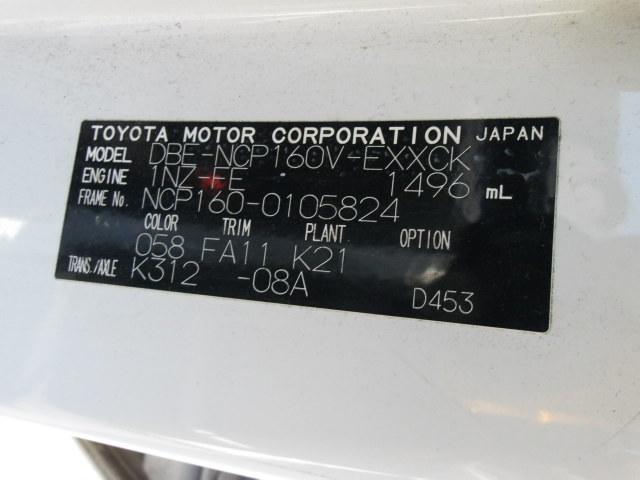 TOYOTA MOTOR CORPORATION JAPAN
MODEL DBE-NCP160V-EXXCK
ENGINE 1NZ-FE 1496 mL
FRAME No. NCP160-0105824
COLOR TRIM PLANT OPTION
058 FA11 K21
TRANS./AXLE K312 -08A
D453